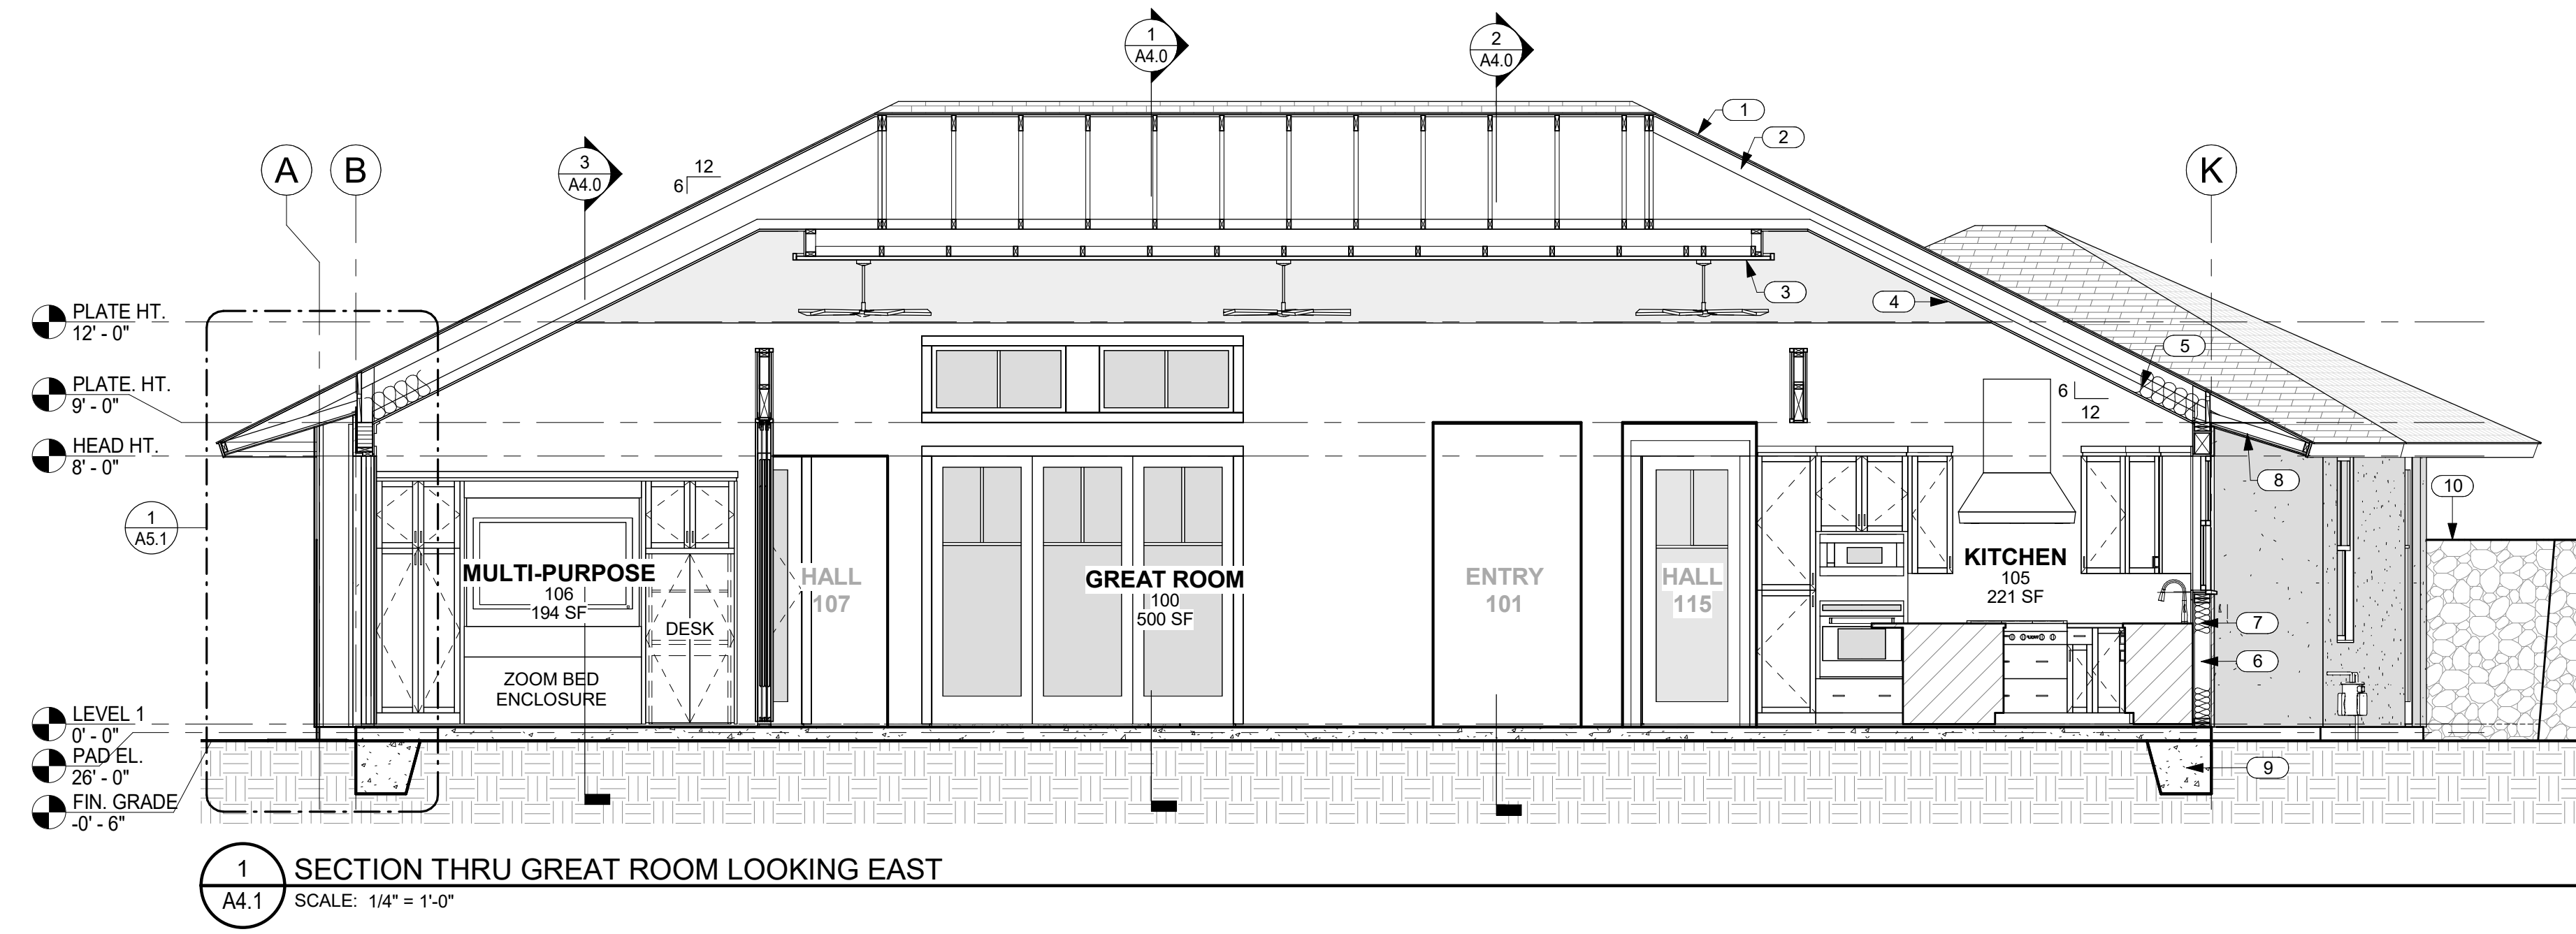 1
A4.0
2
A4.0
1
2
A
B
3
A4.0
12
6
K
3
4
PLATE HT.
12' - 0"
5
PLATE. HT.
9' - 0"
6
12
HEAD HT.
8' - 0"
8
10
1
A5.1
MULTI-PURPOSE
106
194 SF
DESK
ZOOM BED
ENCLOSURE
HALL
107
GREAT ROOM
100
500 SF
ENTRY
101
HALL
115
KITCHEN
105
221 SF
7
6
LEVEL 1
0' - 0"
PAD EL.
26' - 0"
FIN. GRADE
-0' - 6"
9
1
A4.1
SECTION THRU GREAT ROOM LOOKING EAST
SCALE: 1/4" = 1'-0"